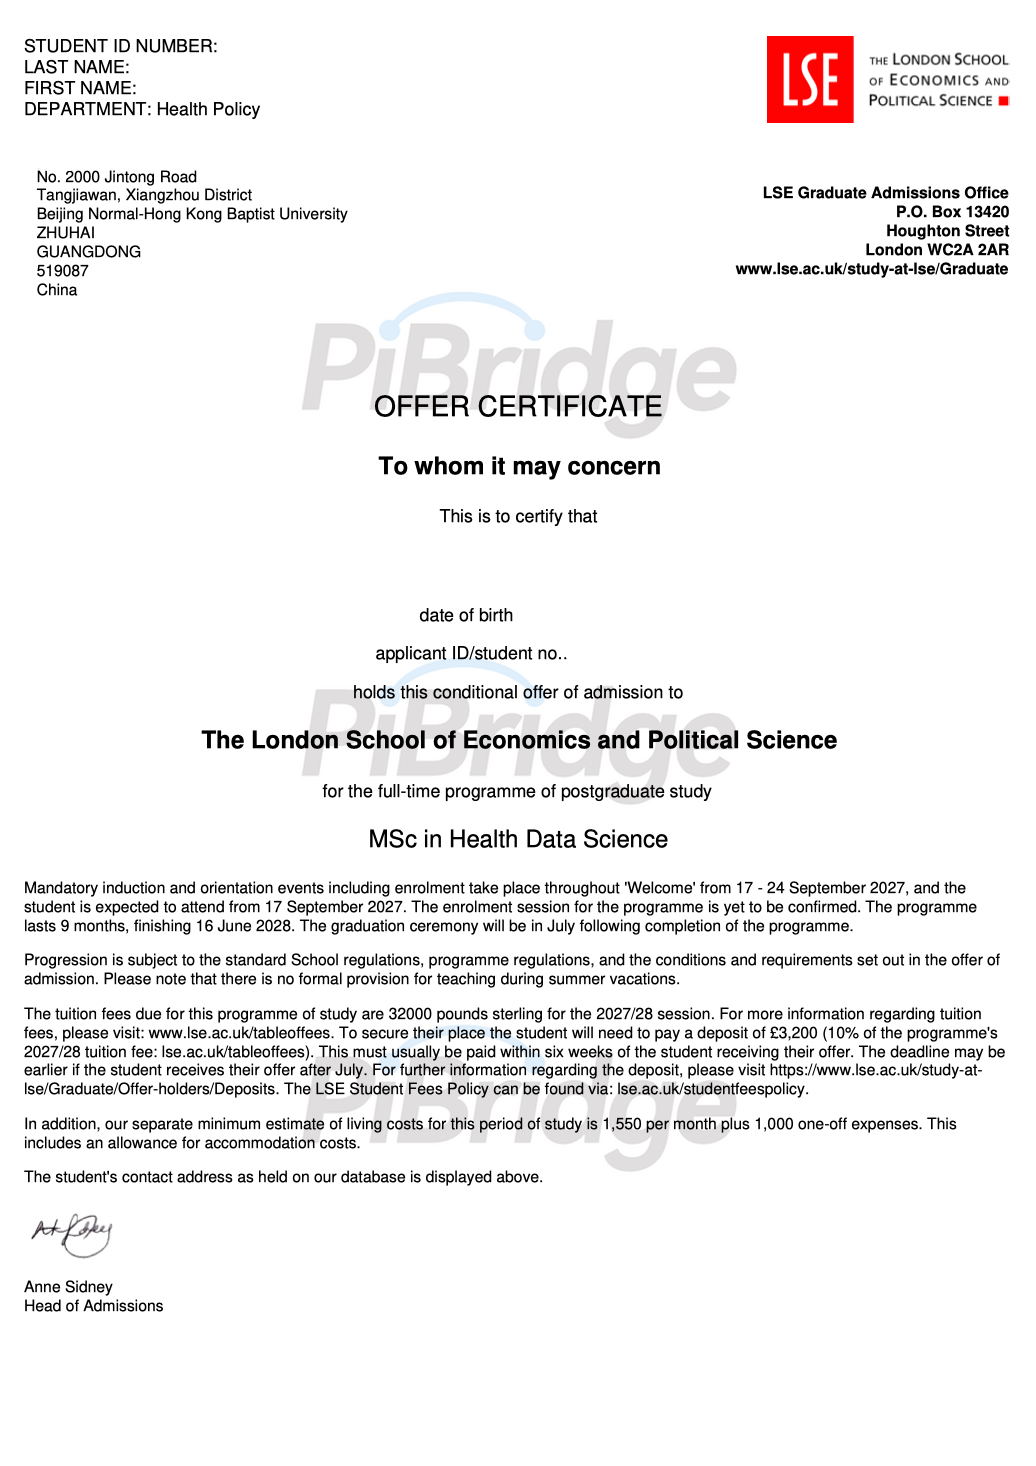 STUDENT ID NUMBER:
LAST NAME:
FIRST NAME:
DEPARTMENT: Health Policy
LSE
THE LONDON SCHOOL
OF ECONOMICS AND
POLITICAL SCIENCE
No. 2000 Jintong Road
Tangjiawan, Xiangzhou District
Beijing Normal-Hong Kong Baptist University
ZHUHAI
GUANGDONG
519087
China
LSE Graduate Admissions Office
P.O. Box 13420
Houghton Street
London WC2A 2AR
www.lse.ac.uk/study-at-lse/Graduate
PiBridge
OFFER CERTIFICATE
To whom it may concern
This is to certify that
date of birth
applicant ID/student no..
holds this conditional offer of admission to
PiBridge
The London School of Economics and Political Science
for the full-time programme of postgraduate study
MSc in Health Data Science
Mandatory induction and orientation events including enrolment take place throughout 'Welcome' from 17 - 24 September 2027, and the
student is expected to attend from 17 September 2027. The enrolment session for the programme is yet to be confirmed. The programme
lasts 9 months, finishing 16 June 2028. The graduation ceremony will be in July following completion of the programme.
Progression is subject to the standard School regulations, programme regulations, and the conditions and requirements set out in the offer of
admission. Please note that there is no formal provision for teaching during summer vacations.
The tuition fees due for this programme of study are 32000 pounds sterling for the 2027/28 session. For more information regarding tuition
fees, please visit: www.lse.ac.uk/tableoffees. To secure their place the student will need to pay a deposit of £3,200 (10% of the programme's
2027/28 tuition fee: lse.ac.uk/tableoffees). This must usually be paid within six weeks of the student receiving their offer. The deadline may be
earlier if the student receives their offer after July. For further information regarding the deposit, please visit https://www.lse.ac.uk/study-at-
lse/Graduate/Offer-holders/Deposits. The LSE Student Fees Policy can be found via: lse.ac.uk/studentfeespolicy.
PiBridge
In addition, our separate minimum estimate of living costs for this period of study is 1,550 per month plus 1,000 one-off expenses. This
includes an allowance for accommodation costs.
The student's contact address as held on our database is displayed above.
Anne Sidney
Head of Admissions